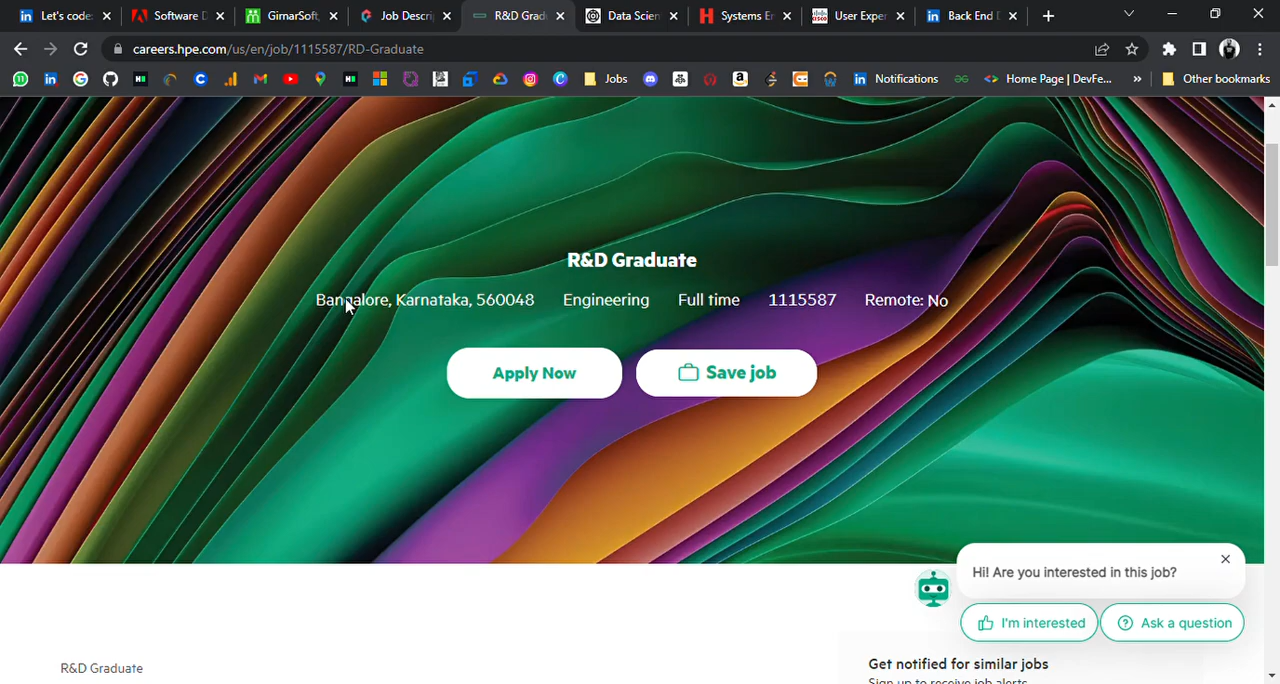 Let's code:
Software D
GimarSoft,
Job Descri
R&D Grad
Data Scien
Systems E
User Exper
Back End
careers.hpe.com/us/en/job/1115587/RD-Graduate
Jobs
Notifications
Home Page | DevFe...
»
Other bookmarks
R&D Graduate
Bangalore, Karnataka, 560048 Engineering Full time 1115587 Remote: No
Apply Now
Save job
Hi! Are you interested in this job?
I'm interested
Ask a question
R&D Graduate
Get notified for similar jobs
Sign up to receive job alerts